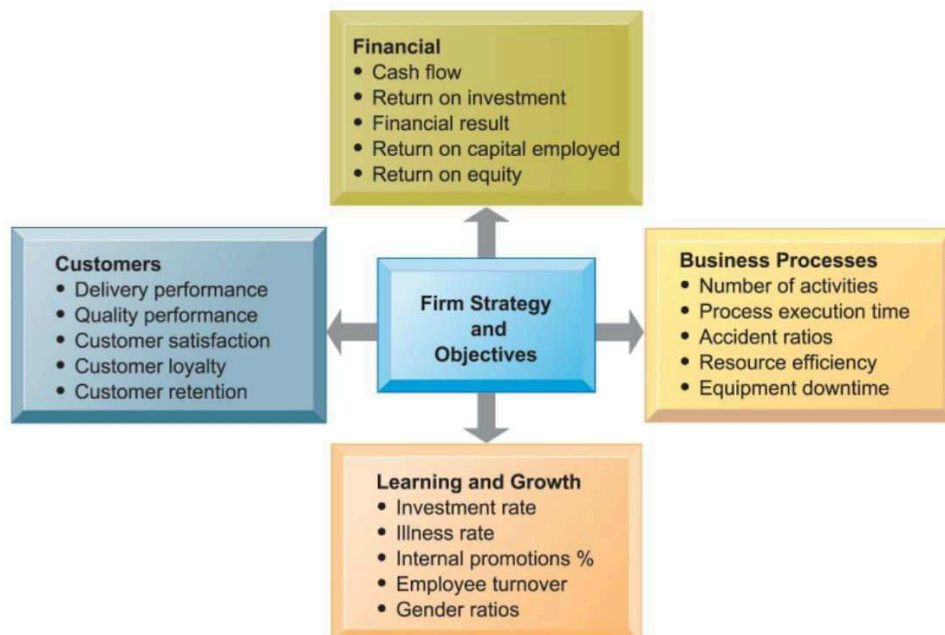 Financial
• Cash flow
• Return on investment
• Financial result
• Return on capital employed
• Return on equity
Customers
• Delivery performance
• Quality performance
• Customer satisfaction
• Customer loyalty
• Customer retention
Firm Strategy
and
Objectives
Business Processes
• Number of activities
• Process execution time
• Accident ratios
• Resource efficiency
• Equipment downtime
Learning and Growth
• Investment rate
• Illness rate
• Internal promotions %
• Employee turnover
• Gender ratios